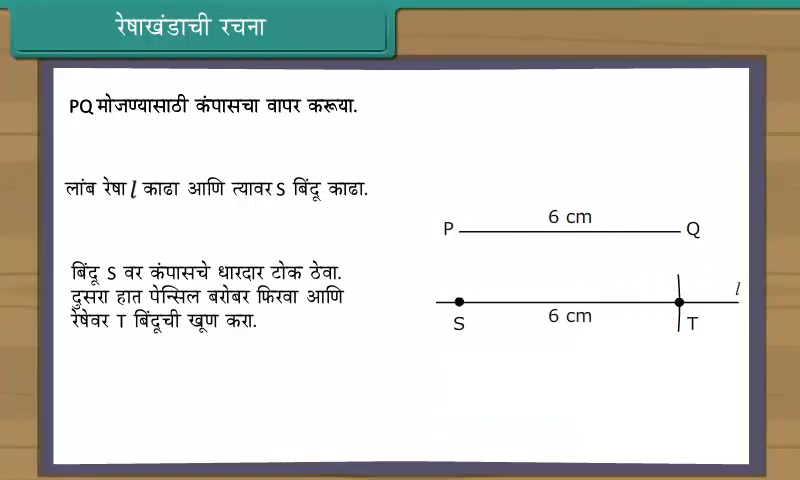 रेषाखंडाची रचना
PQ मोजण्यासाठी कंपासचा वापर करूया.
लांब रेषा l काढा आणि त्यावर S बिंदू काढा.
6 cm
P Q
बिंदू S वर कंपासचे धारदार टोक ठेवा.
दुसरा हात पेन्सिल बरोबर फिरवा आणि
रेषेवर T बिंदूची खूण करा.
l
S 6 cm T